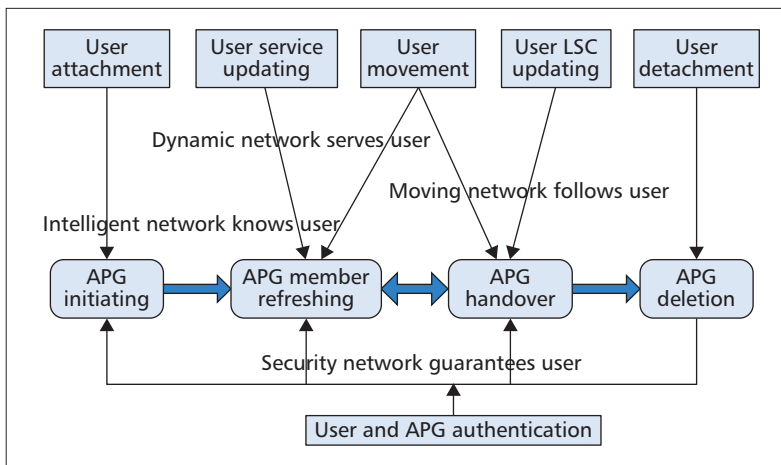 User
attachment
User service
updating
User
movement
User LSC
updating
User
detachment
Dynamic network serves user
Moving network follows user
Intelligent network knows user
APG
initiating
APG member
refreshing
APG
handover
APG
deletion
Security network guarantees user
User and APG authentication